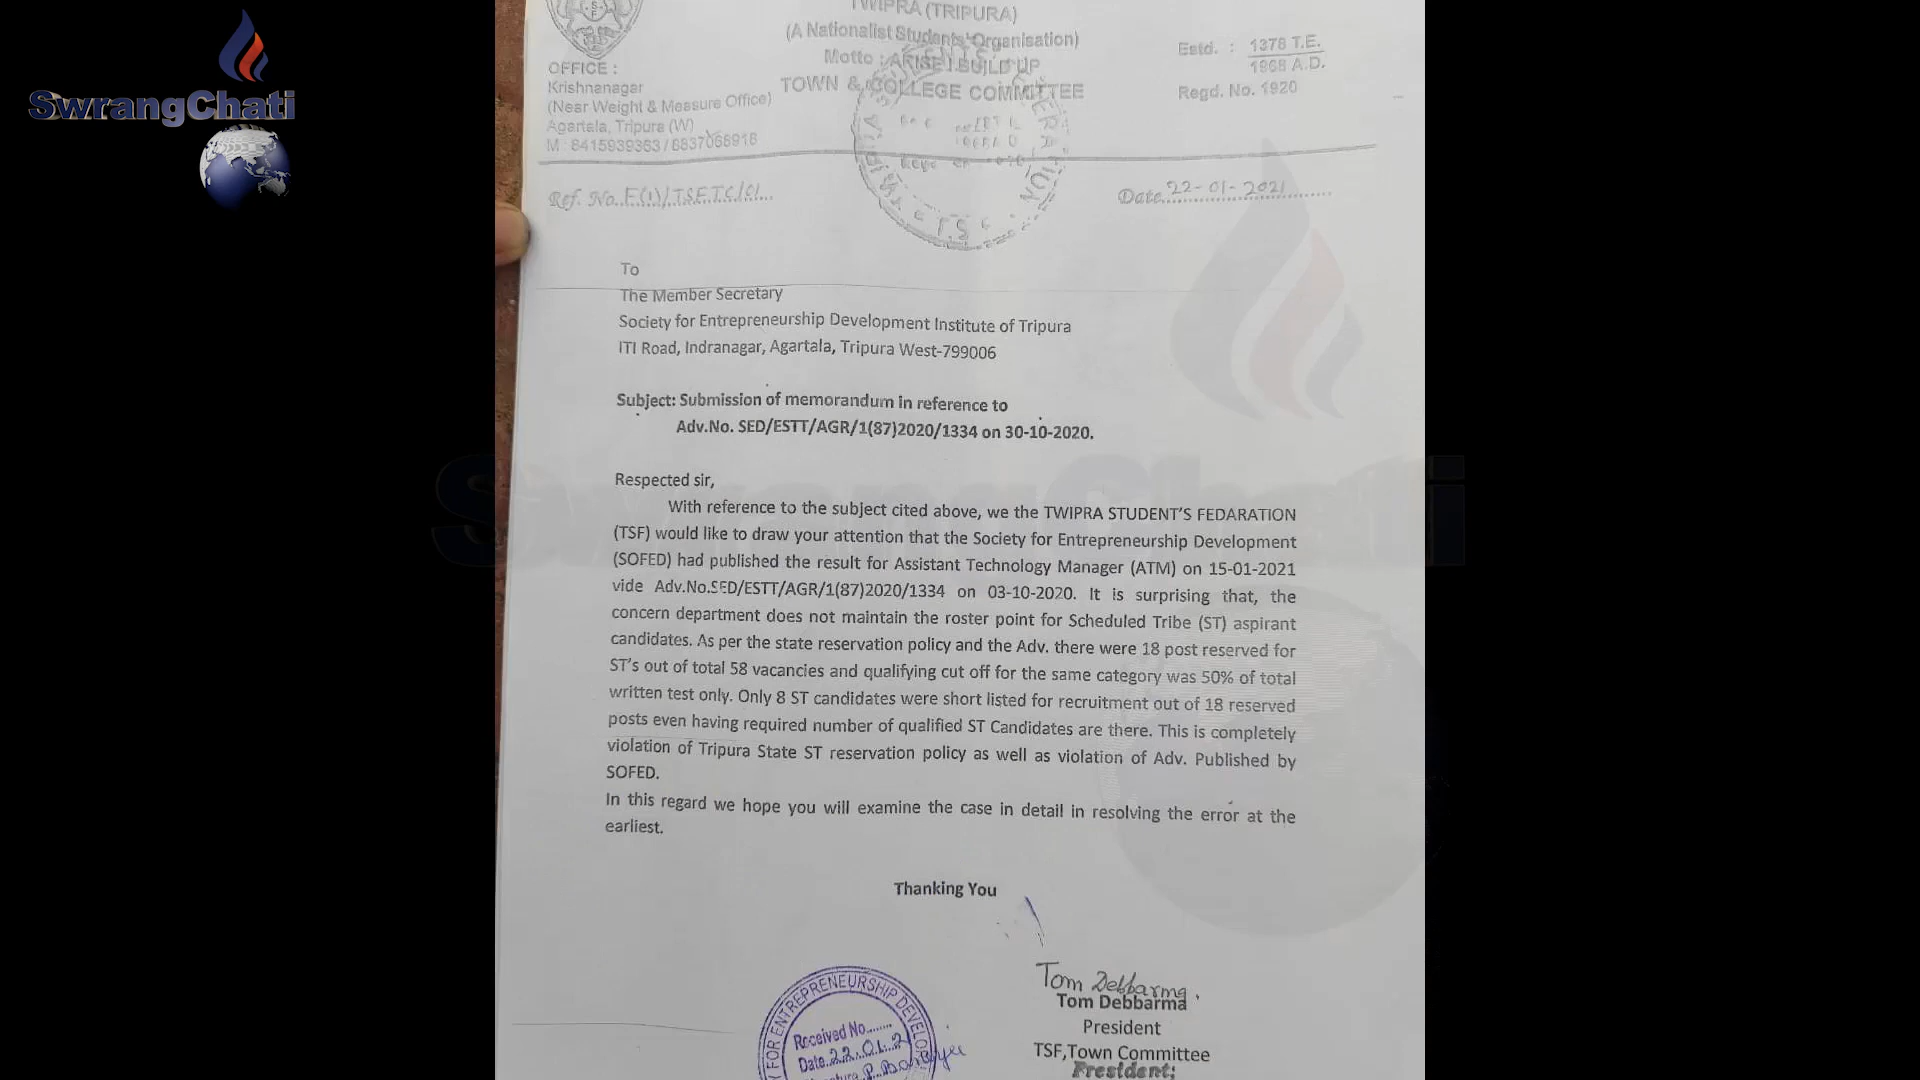 SwrangChati
TWIPRA (TRIPURA)
(A Nationalist Students' Organisation)
Motto : ARISE ! BUILD UP
TOWN & COLLEGE COMMITTEE
Estd. : 1378 T.E.
1968 A.D.
Regd. No. 1920
OFFICE :
Krishnanagar
(Near Weight & Measure Office)
Agartala, Tripura (W)
M : 8415939353 / 8837068918
Ref. No. F(1)/TSFTC/01
Date 22-01-2021
To
The Member Secretary
Society for Entrepreneurship Development Institute of Tripura
ITI Road, Indranagar, Agartala, Tripura West-799006
Subject: Submission of memorandum in reference to
Adv.No. SED/ESTT/AGR/1(87)2020/1334 on 30-10-2020.
Respected sir,
With reference to the subject cited above, we the TWIPRA STUDENT'S FEDARATION
(TSF) would like to draw your attention that the Society for Entrepreneurship Development
(SOFED) had published the result for Assistant Technology Manager (ATM) on 15-01-2021
vide Adv.No.SED/ESTT/AGR/1(87)2020/1334 on 03-10-2020. It is surprising that, the
concern department does not maintain the roster point for Scheduled Tribe (ST) aspirant
candidates. As per the state reservation policy and the Adv. there were 18 post reserved for
ST's out of total 58 vacancies and qualifying cut off for the same category was 50% of total
written test only. Only 8 ST candidates were short listed for recruitment out of 18 reserved
posts even having required number of qualified ST Candidates are there. This is completely
violation of Tripura State ST reservation policy as well as violation of Adv. Published by
SOFED.
In this regard we hope you will examine the case in detail in resolving the error at the
earliest.
Thanking You
Tom Debbarma
Tom Debbarma
President
TSF,Town Committee
President;
FOR ENTREPRENEURSHIP DEVELO
Received No.......
Date 22.01.2